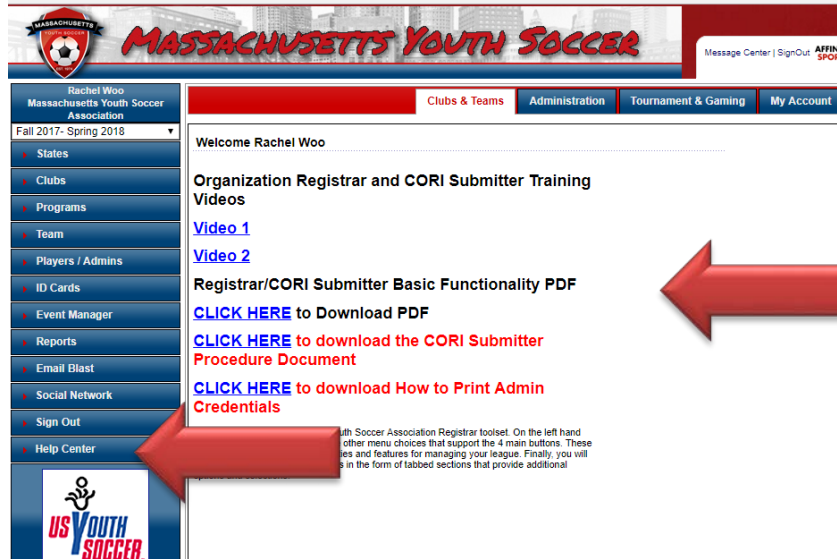 MASSACHUSETTS
YOUTH SOCCER
MASSACHUSETTS YOUTH SOCCER
Message Center | SignOut
AFFIN
SPOR
Rachel Woo
Massachusetts Youth Soccer
Association
Fall 2017- Spring 2018
States
Clubs
Programs
Team
Players / Admins
ID Cards
Event Manager
Reports
Email Blast
Social Network
Sign Out
Help Center
US YOUTH
SOCCER
Clubs & Teams
Administration
Tournament & Gaming
My Account
Welcome Rachel Woo
Organization Registrar and CORI Submitter Training
Videos
Video 1
Video 2
Registrar/CORI Submitter Basic Functionality PDF
CLICK HERE to Download PDF
CLICK HERE to download the CORI Submitter
Procedure Document
CLICK HERE to download How to Print Admin
Credentials
uth Soccer Association Registrar toolset. On the left hand
other menu choices that support the 4 main buttons. These
ies and features for managing your league. Finally, you will
s in the form of tabbed sections that provide additional